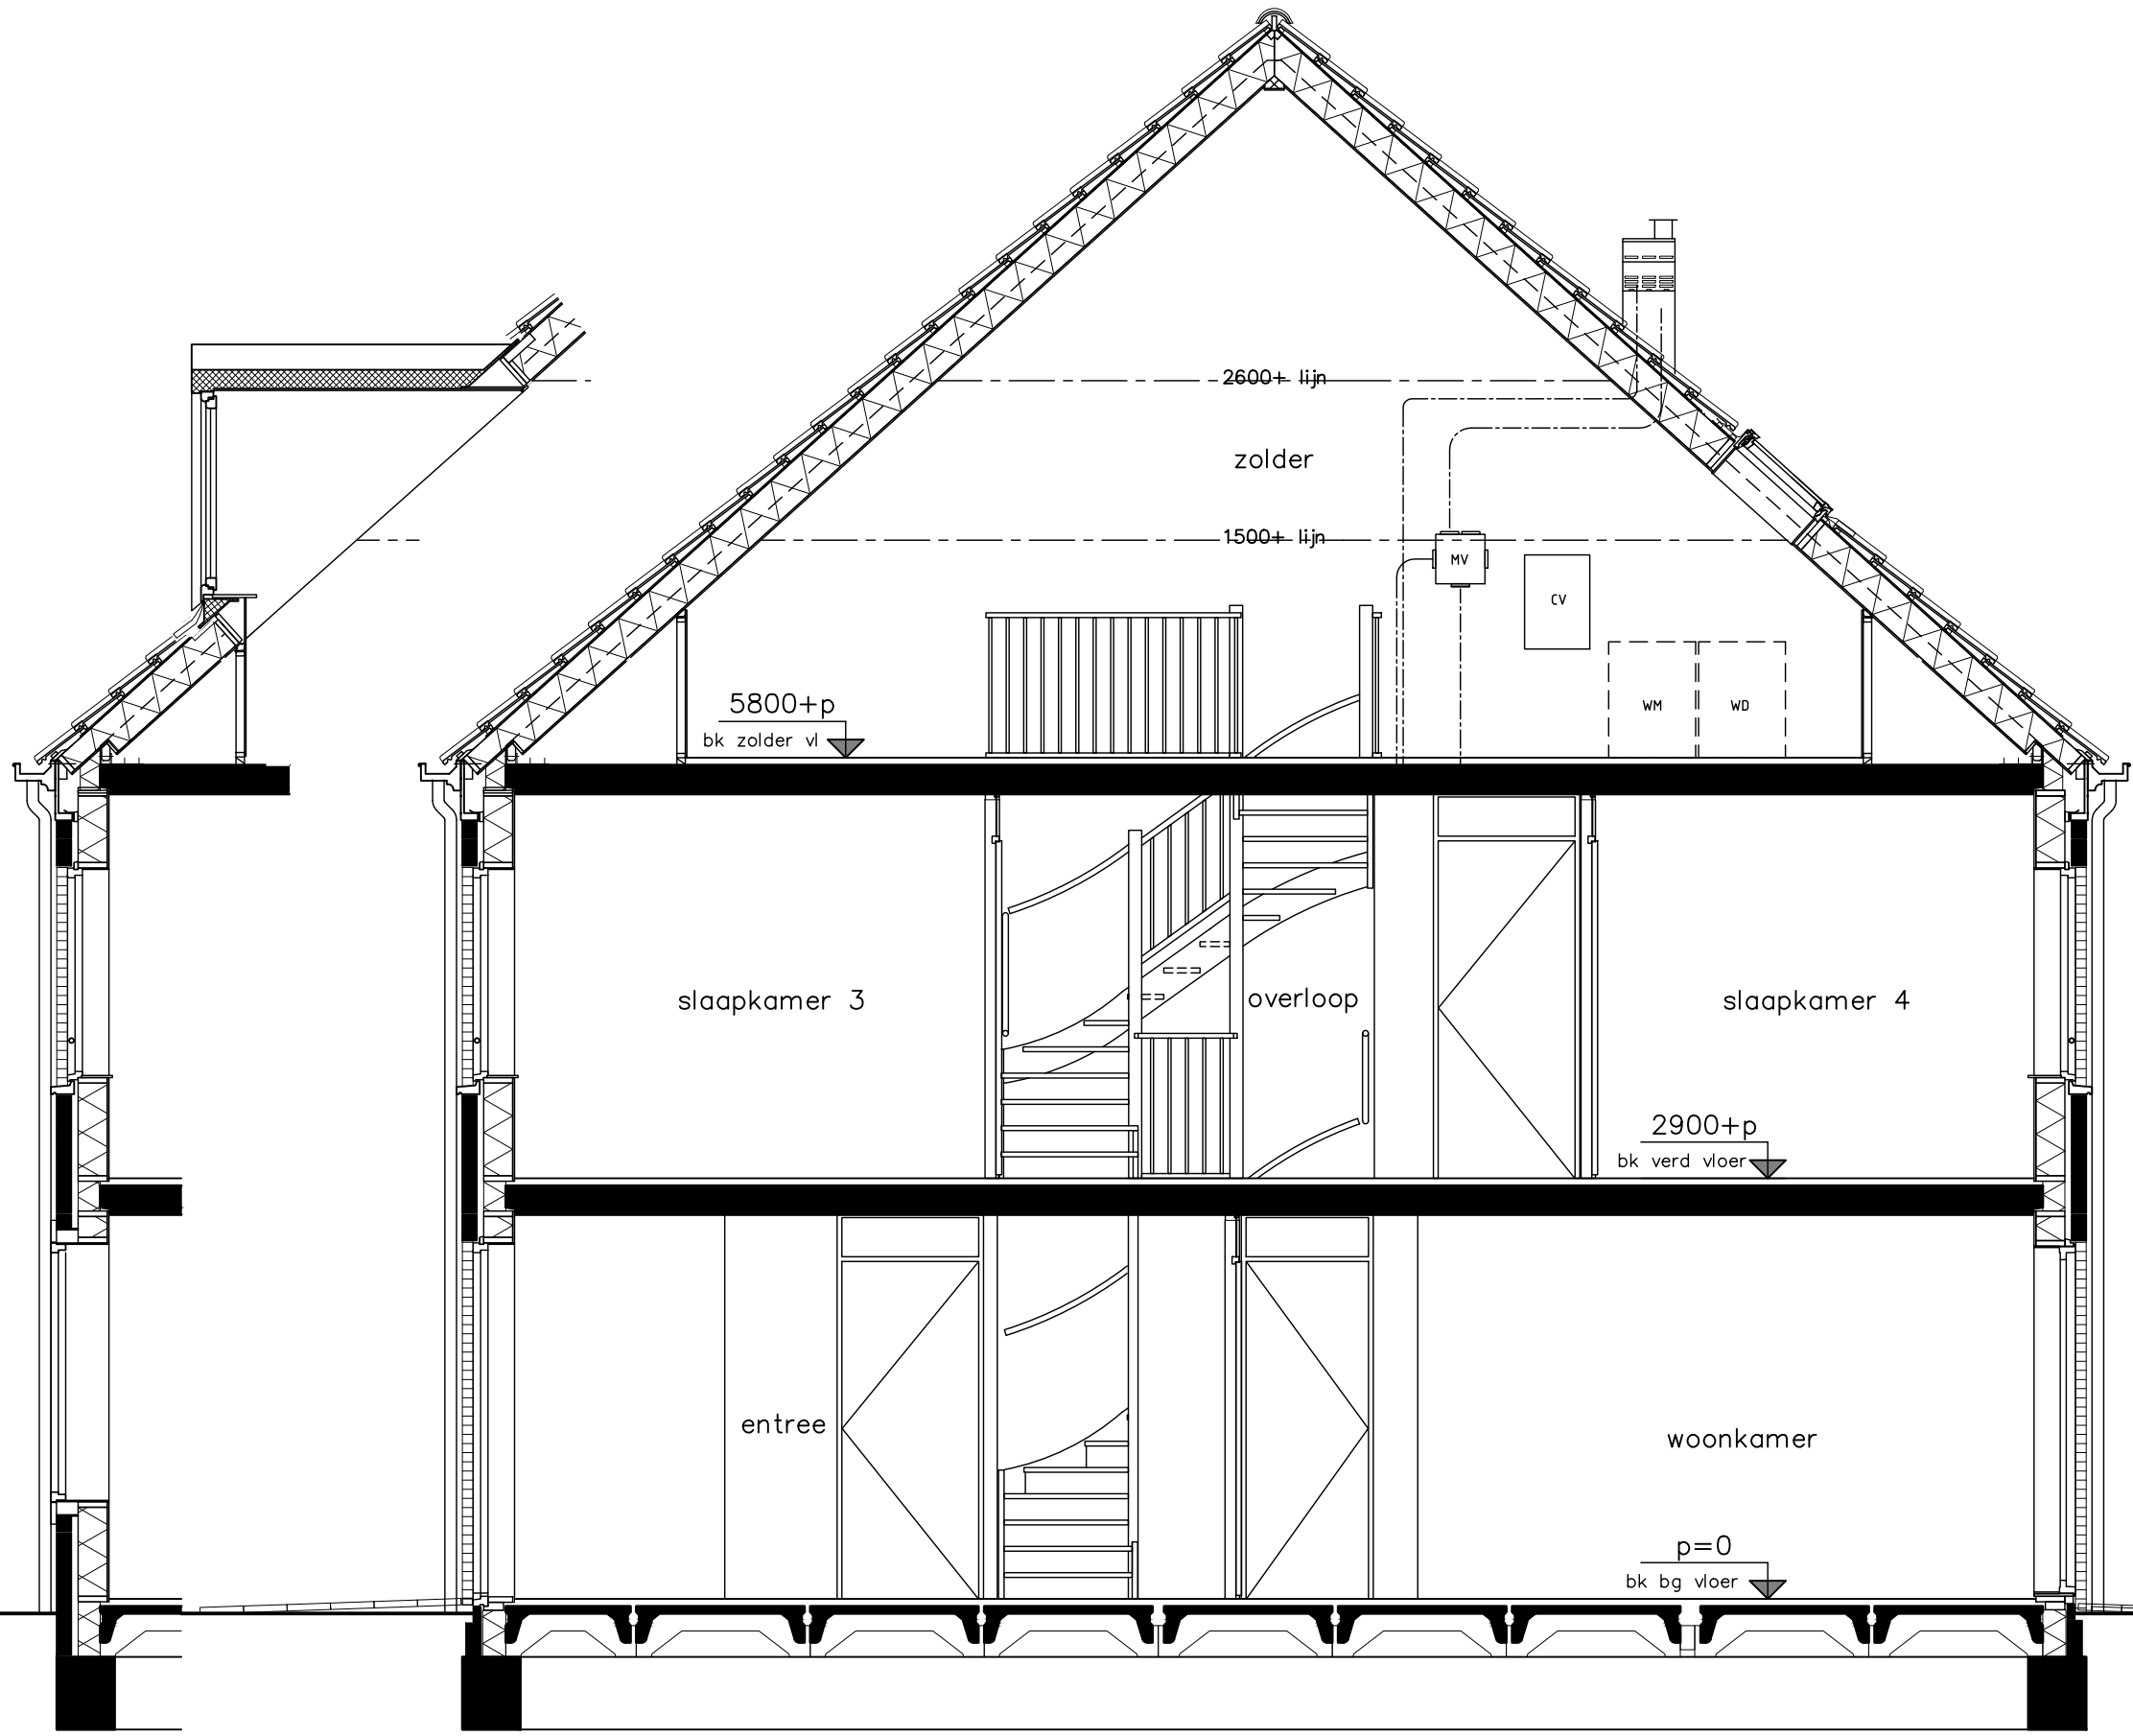 2600+ lijn
zolder
1500+ lijn
MV
CV
WM
WD
5800+p
bk zolder vl
slaapkamer 3
overloop
slaapkamer 4
2900+p
bk verd vloer
entree
woonkamer
p=0
bk bg vloer